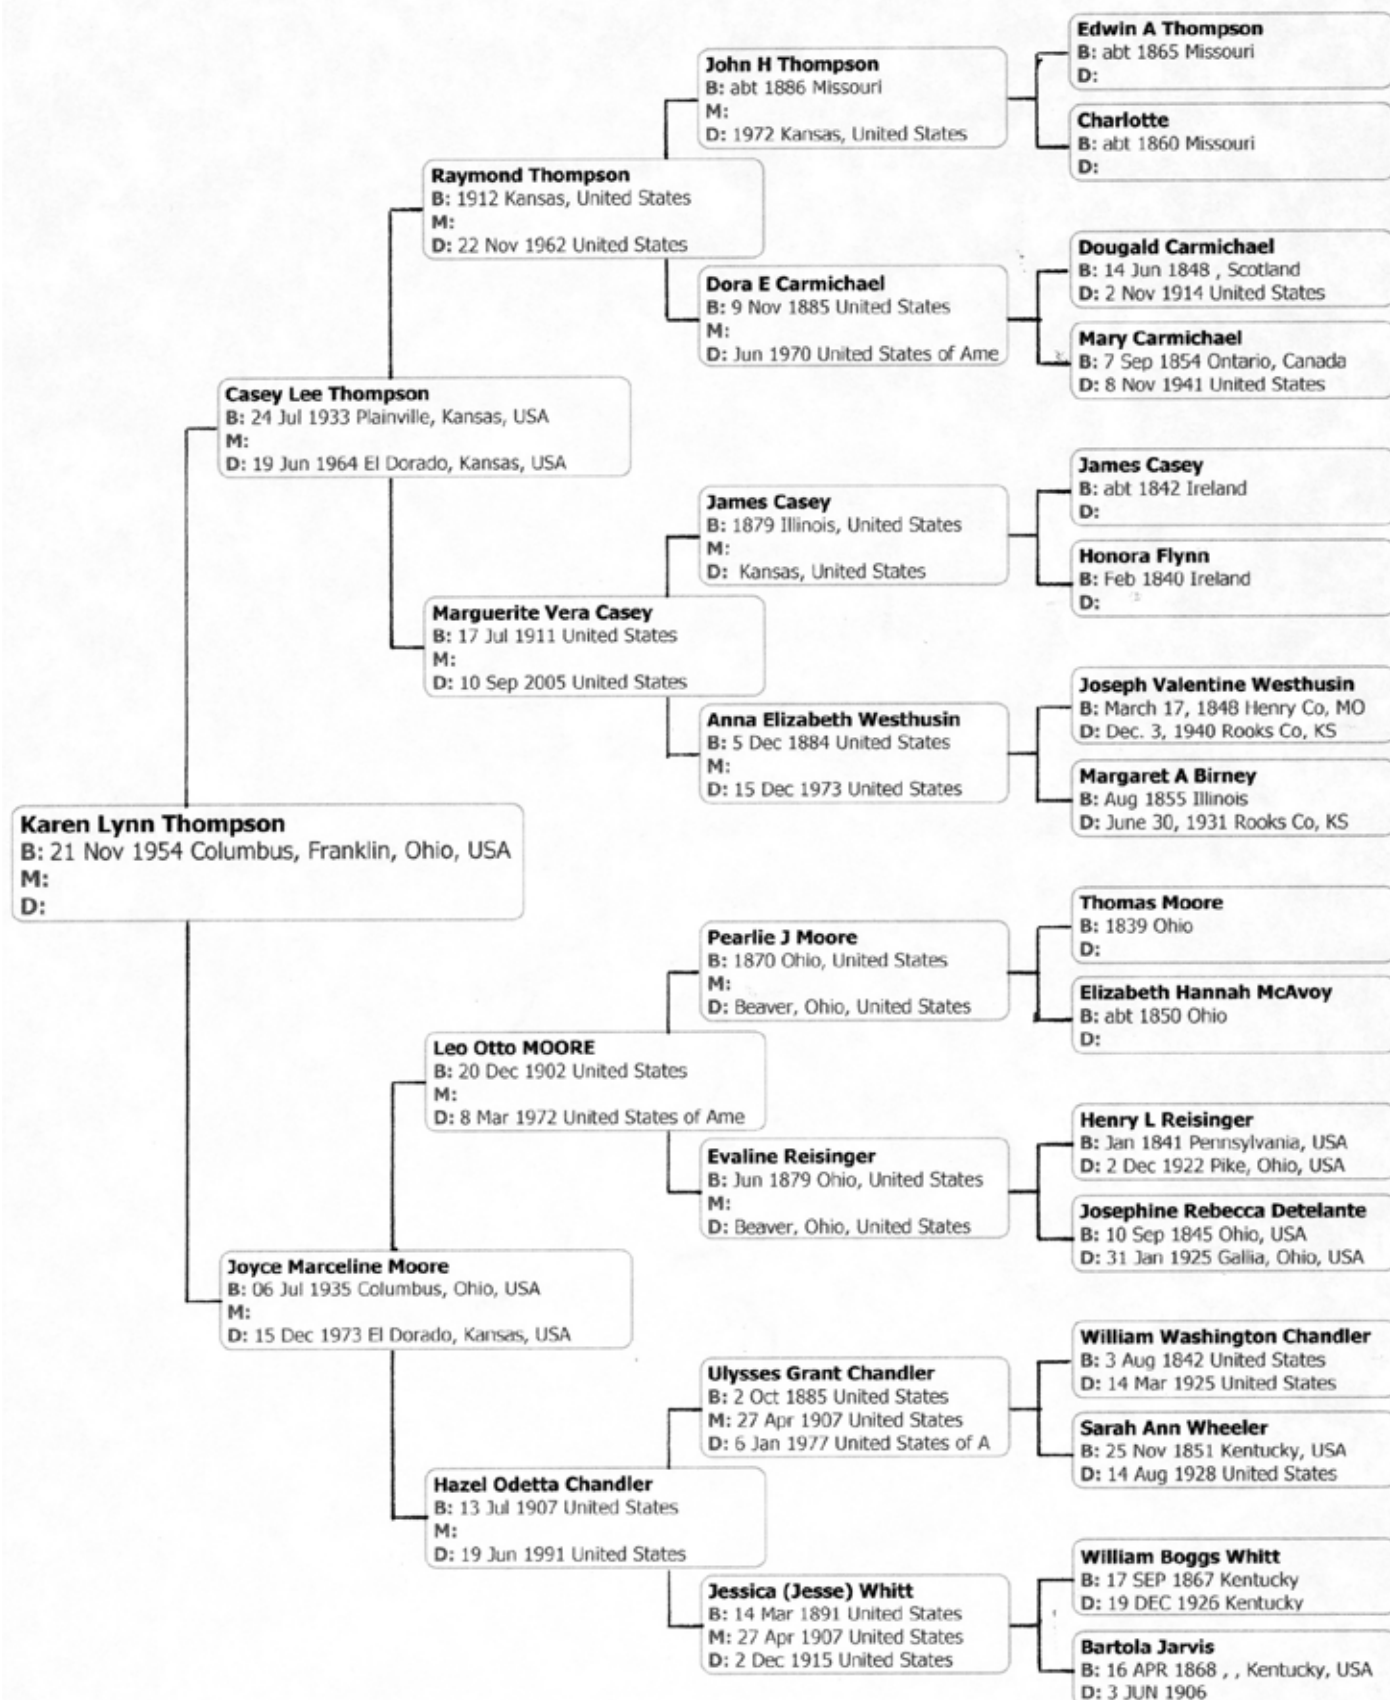 Edwin A Thompson
B: abt 1865 Missouri
D:
John H Thompson
B: abt 1886 Missouri
M:
D: 1972 Kansas, United States
Charlotte
B: abt 1860 Missouri
D:
Raymond Thompson
B: 1912 Kansas, United States
M:
D: 22 Nov 1962 United States
Dougald Carmichael
B: 14 Jun 1848 , Scotland
D: 2 Nov 1914 United States
Dora E Carmichael
B: 9 Nov 1885 United States
M:
D: Jun 1970 United States of Ame
Mary Carmichael
B: 7 Sep 1854 Ontario, Canada
D: 8 Nov 1941 United States
Casey Lee Thompson
B: 24 Jul 1933 Plainville, Kansas, USA
M:
D: 19 Jun 1964 El Dorado, Kansas, USA
James Casey
B: abt 1842 Ireland
D:
James Casey
B: 1879 Illinois, United States
M:
D: Kansas, United States
Honora Flynn
B: Feb 1840 Ireland
D:
Marguerite Vera Casey
B: 17 Jul 1911 United States
M:
D: 10 Sep 2005 United States
Joseph Valentine Westhusin
B: March 17, 1848 Henry Co, MO
D: Dec. 3, 1940 Rooks Co, KS
Anna Elizabeth Westhusin
B: 5 Dec 1884 United States
M:
D: 15 Dec 1973 United States
Margaret A Birney
B: Aug 1855 Illinois
D: June 30, 1931 Rooks Co, KS
Karen Lynn Thompson
B: 21 Nov 1954 Columbus, Franklin, Ohio, USA
M:
D:
Thomas Moore
B: 1839 Ohio
D:
Pearlie J Moore
B: 1870 Ohio, United States
M:
D: Beaver, Ohio, United States
Elizabeth Hannah McAvoy
B: abt 1850 Ohio
D:
Leo Otto MOORE
B: 20 Dec 1902 United States
M:
D: 8 Mar 1972 United States of Ame
Henry L Reisinger
B: Jan 1841 Pennsylvania, USA
D: 2 Dec 1922 Pike, Ohio, USA
Evaline Reisinger
B: Jun 1879 Ohio, United States
M:
D: Beaver, Ohio, United States
Josephine Rebecca Detelante
B: 10 Sep 1845 Ohio, USA
D: 31 Jan 1925 Gallia, Ohio, USA
Joyce Marceline Moore
B: 06 Jul 1935 Columbus, Ohio, USA
M:
D: 15 Dec 1973 El Dorado, Kansas, USA
William Washington Chandler
B: 3 Aug 1842 United States
D: 14 Mar 1925 United States
Ulysses Grant Chandler
B: 2 Oct 1885 United States
M: 27 Apr 1907 United States
D: 6 Jan 1977 United States of A
Sarah Ann Wheeler
B: 25 Nov 1851 Kentucky, USA
D: 14 Aug 1928 United States
Hazel Odetta Chandler
B: 13 Jul 1907 United States
M:
D: 19 Jun 1991 United States
William Boggs Whitt
B: 17 SEP 1867 Kentucky
D: 19 DEC 1926 Kentucky
Jessica (Jesse) Whitt
B: 14 Mar 1891 United States
M: 27 Apr 1907 United States
D: 2 Dec 1915 United States
Bartola Jarvis
B: 16 APR 1868 , , Kentucky, USA
D: 3 JUN 1906